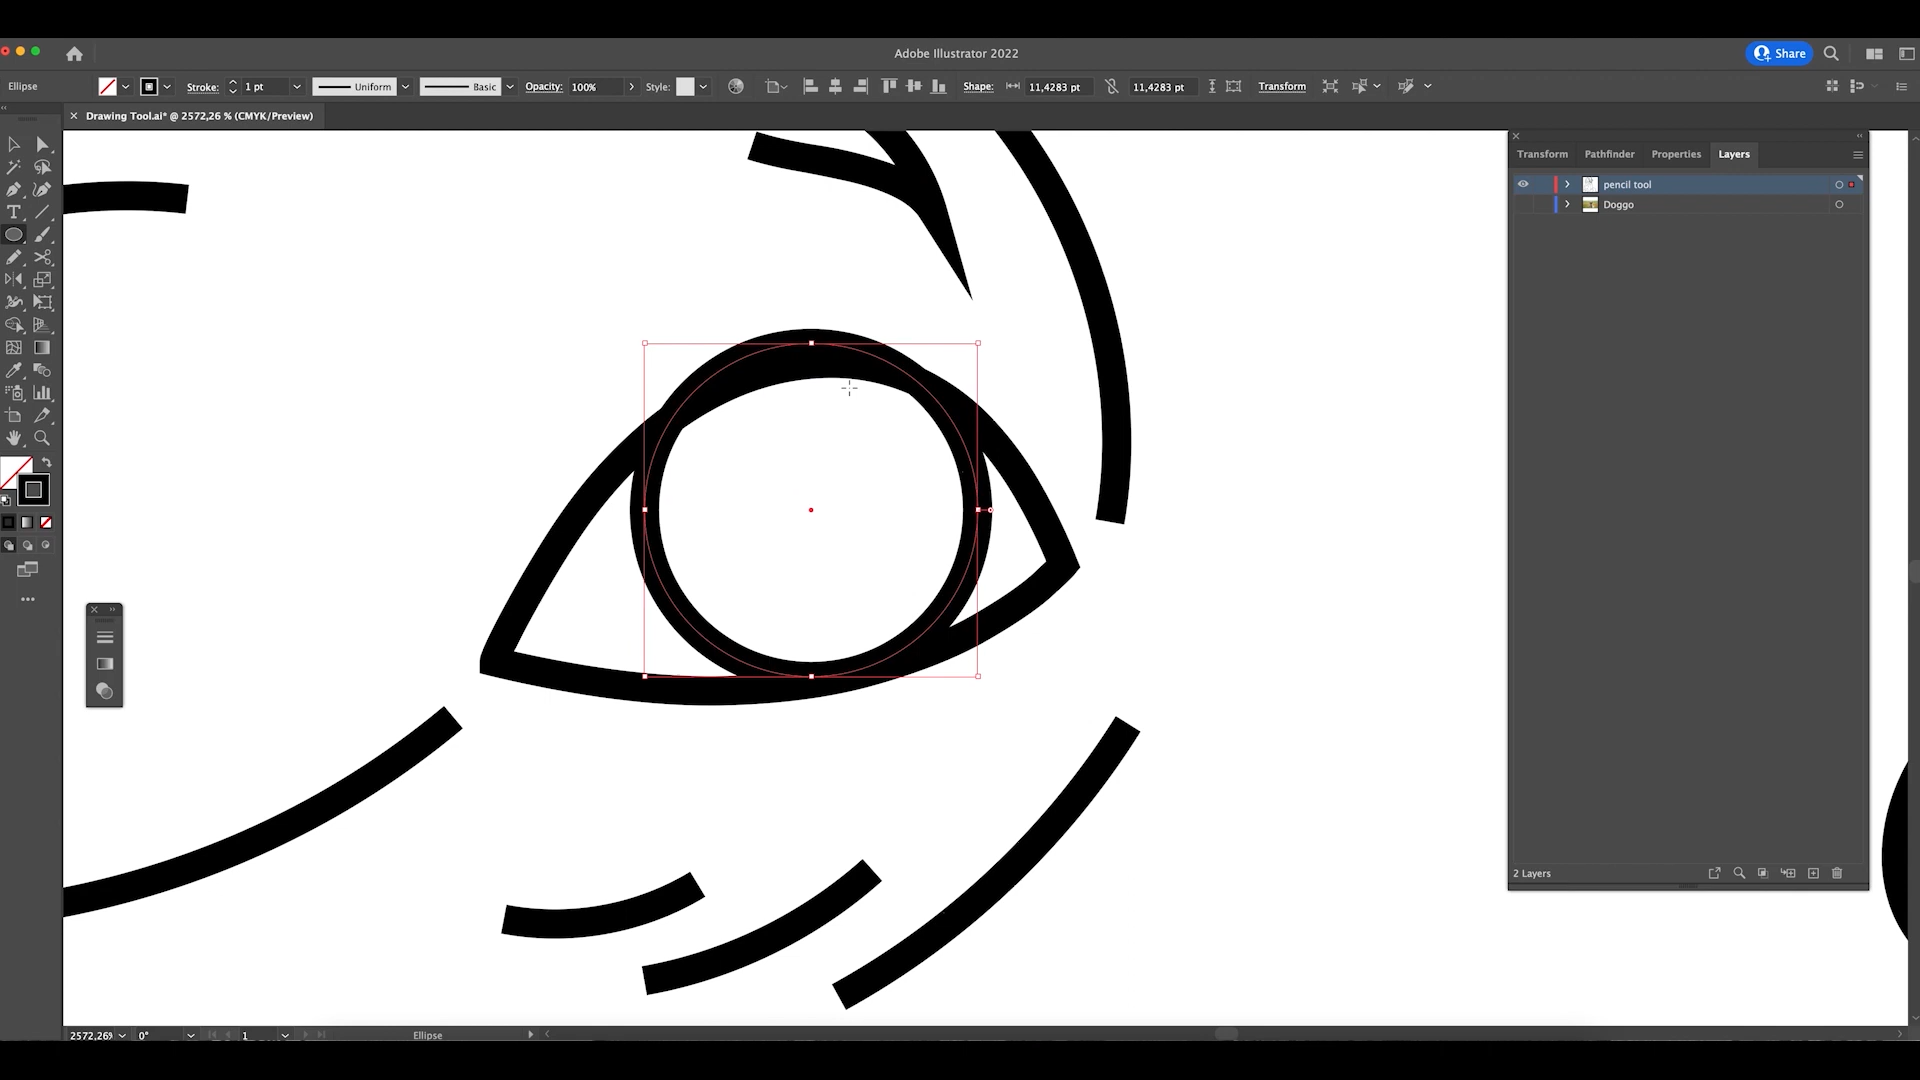 Adobe Illustrator 2022
Share
Ellipse
Stroke:
1 pt
Uniform
Basic
Opacity:
100%
Style:
Shape:
11,4283 pt
11,4283 pt
Transform
Drawing Tool.ai* @ 2572,26 % (CMYK/Preview)
Transform
Pathfinder
Properties
Layers
pencil tool
Doggo
2 Layers
2572,26%
0°
1
Ellipse